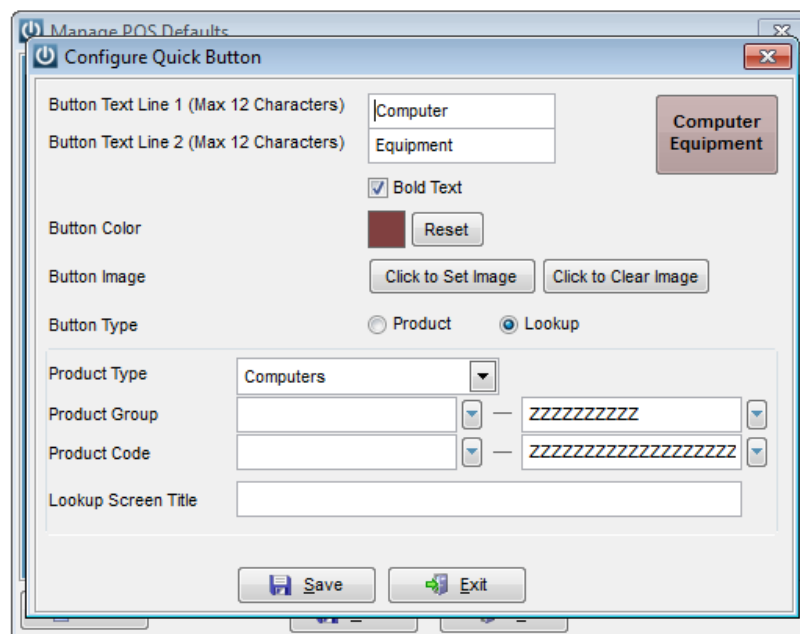 Manage POS Defaults
Configure Quick Button
Button Text Line 1 (Max 12 Characters) Computer
Button Text Line 2 (Max 12 Characters) Equipment
Computer
Equipment
Bold Text
Button Color Reset
Button Image Click to Set Image Click to Clear Image
Button Type Product Lookup
Product Type Computers
Product Group — ZZZZZZZZZZ
Product Code — ZZZZZZZZZZZZZZZZZZZZ
Lookup Screen Title
Save Exit